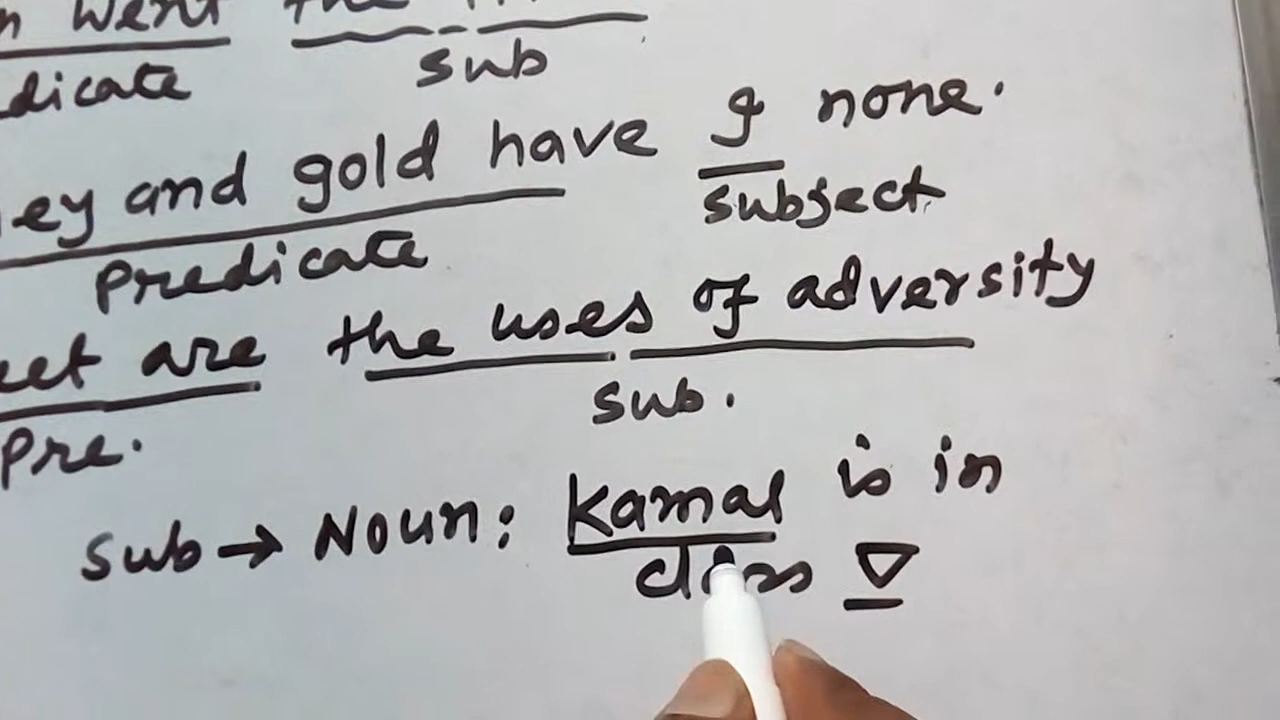 went the
dicate sub
ey and gold have I none.
Predicate subject
eet are the uses of adversity
Pre. sub.
sub → Noun: Kamal is in
class V